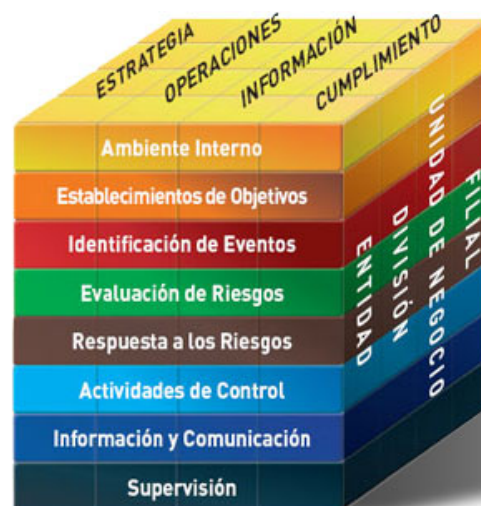 ESTRATEGIA
OPERACIONES
INFORMACIÓN
CUMPLIMIENTO
Ambiente Interno
Establecimientos de Objetivos
Identificación de Eventos
Evaluación de Riesgos
Respuesta a los Riesgos
Actividades de Control
Información y Comunicación
Supervisión
ENTIDAD
DIVISIÓN
UNIDAD DE NEGOCIO
FILIAL